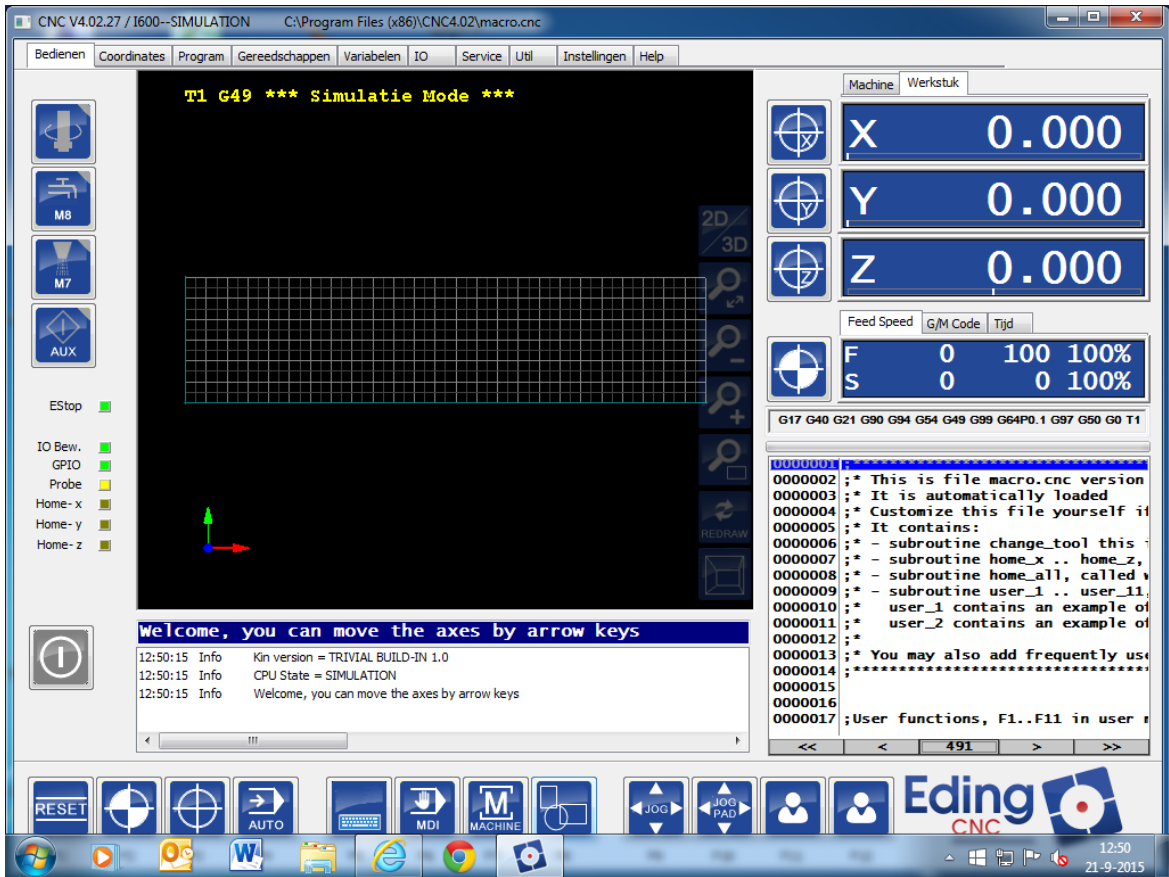 CNC V4.02.27 / I600--SIMULATION C:\Program Files (x86)\CNC4.02\macro.cnc
Bedienen Coordinates Program Gereedschappen Variabelen IO Service Util Instellingen Help
T1 G49 *** Simulatie Mode ***
M8
M7
AUX
EStop
IO Bew.
GPIO
Probe
Home- x
Home- y
Home- z
2D/3D
REDRAW
Welcome, you can move the axes by arrow keys
12:50:15 Info Kin version = TRIVIAL BUILD-IN 1.0
12:50:15 Info CPU State = SIMULATION
12:50:15 Info Welcome, you can move the axes by arrow keys
Machine Werkstuk
X X 0.000
Y Y 0.000
Z Z 0.000
Feed Speed G/M Code Tijd
F 0 100 100%
S 0 0 100%
G17 G40 G21 G90 G94 G54 G49 G99 G64P0.1 G97 G50 G0 T1
0000001 ;**************************************
0000002 ;* This is file macro.cnc version
0000003 ;* It is automatically loaded
0000004 ;* Customize this file yourself if
0000005 ;* It contains:
0000006 ;* - subroutine change_tool this i
0000007 ;* - subroutine home_x .. home_z,
0000008 ;* - subroutine home_all, called w
0000009 ;* - subroutine user_1 .. user_11,
0000010 ;* user_1 contains an example of
0000011 ;* user_2 contains an example of
0000012 ;*
0000013 ;* You may also add frequently use
0000014 ;**************************************
0000015
0000016
0000017 ;User functions, F1..F11 in user m
<< < 491 > >>
RESET AUTO MDI MACHINE JOG JOG PAD
Eding
CNC
12:50
21-9-2015